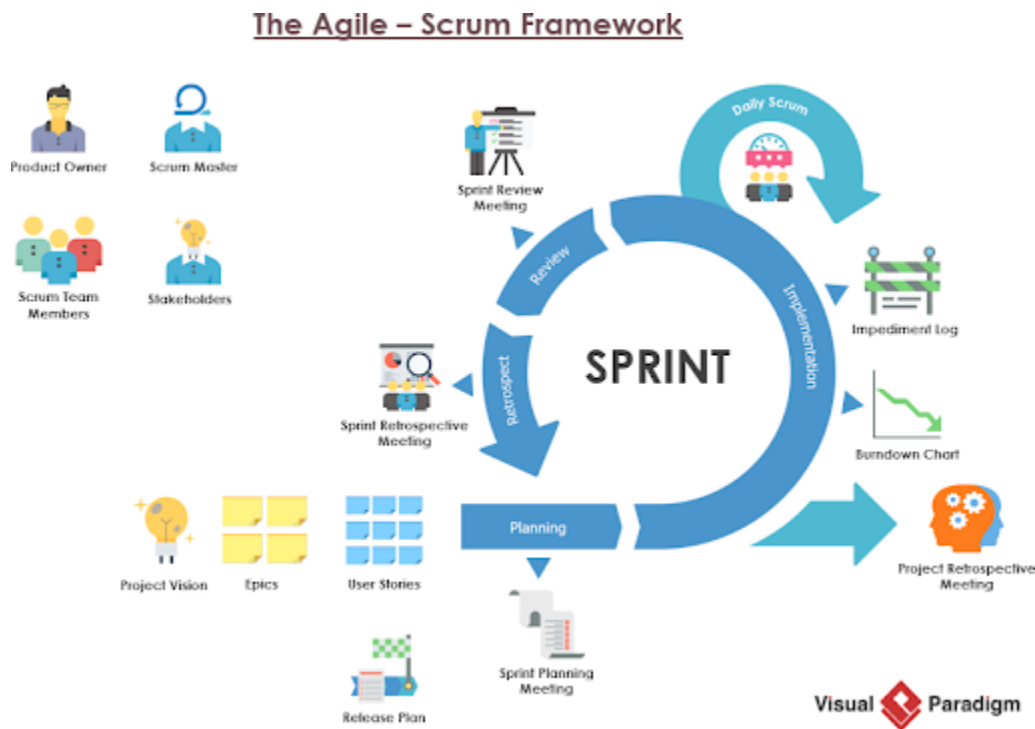 The Agile – Scrum Framework
Product Owner
Scrum Master
Scrum Team
Members
Stakeholders
Sprint Review
Meeting
Daily Scrum
Review
Implementation
Impediment Log
SPRINT
Retrospect
Sprint Retrospective
Meeting
Burndown Chart
Project Vision
Epics
User Stories
Planning
Project Retrospective
Meeting
Sprint Planning
Meeting
Release Plan
Visual Paradigm